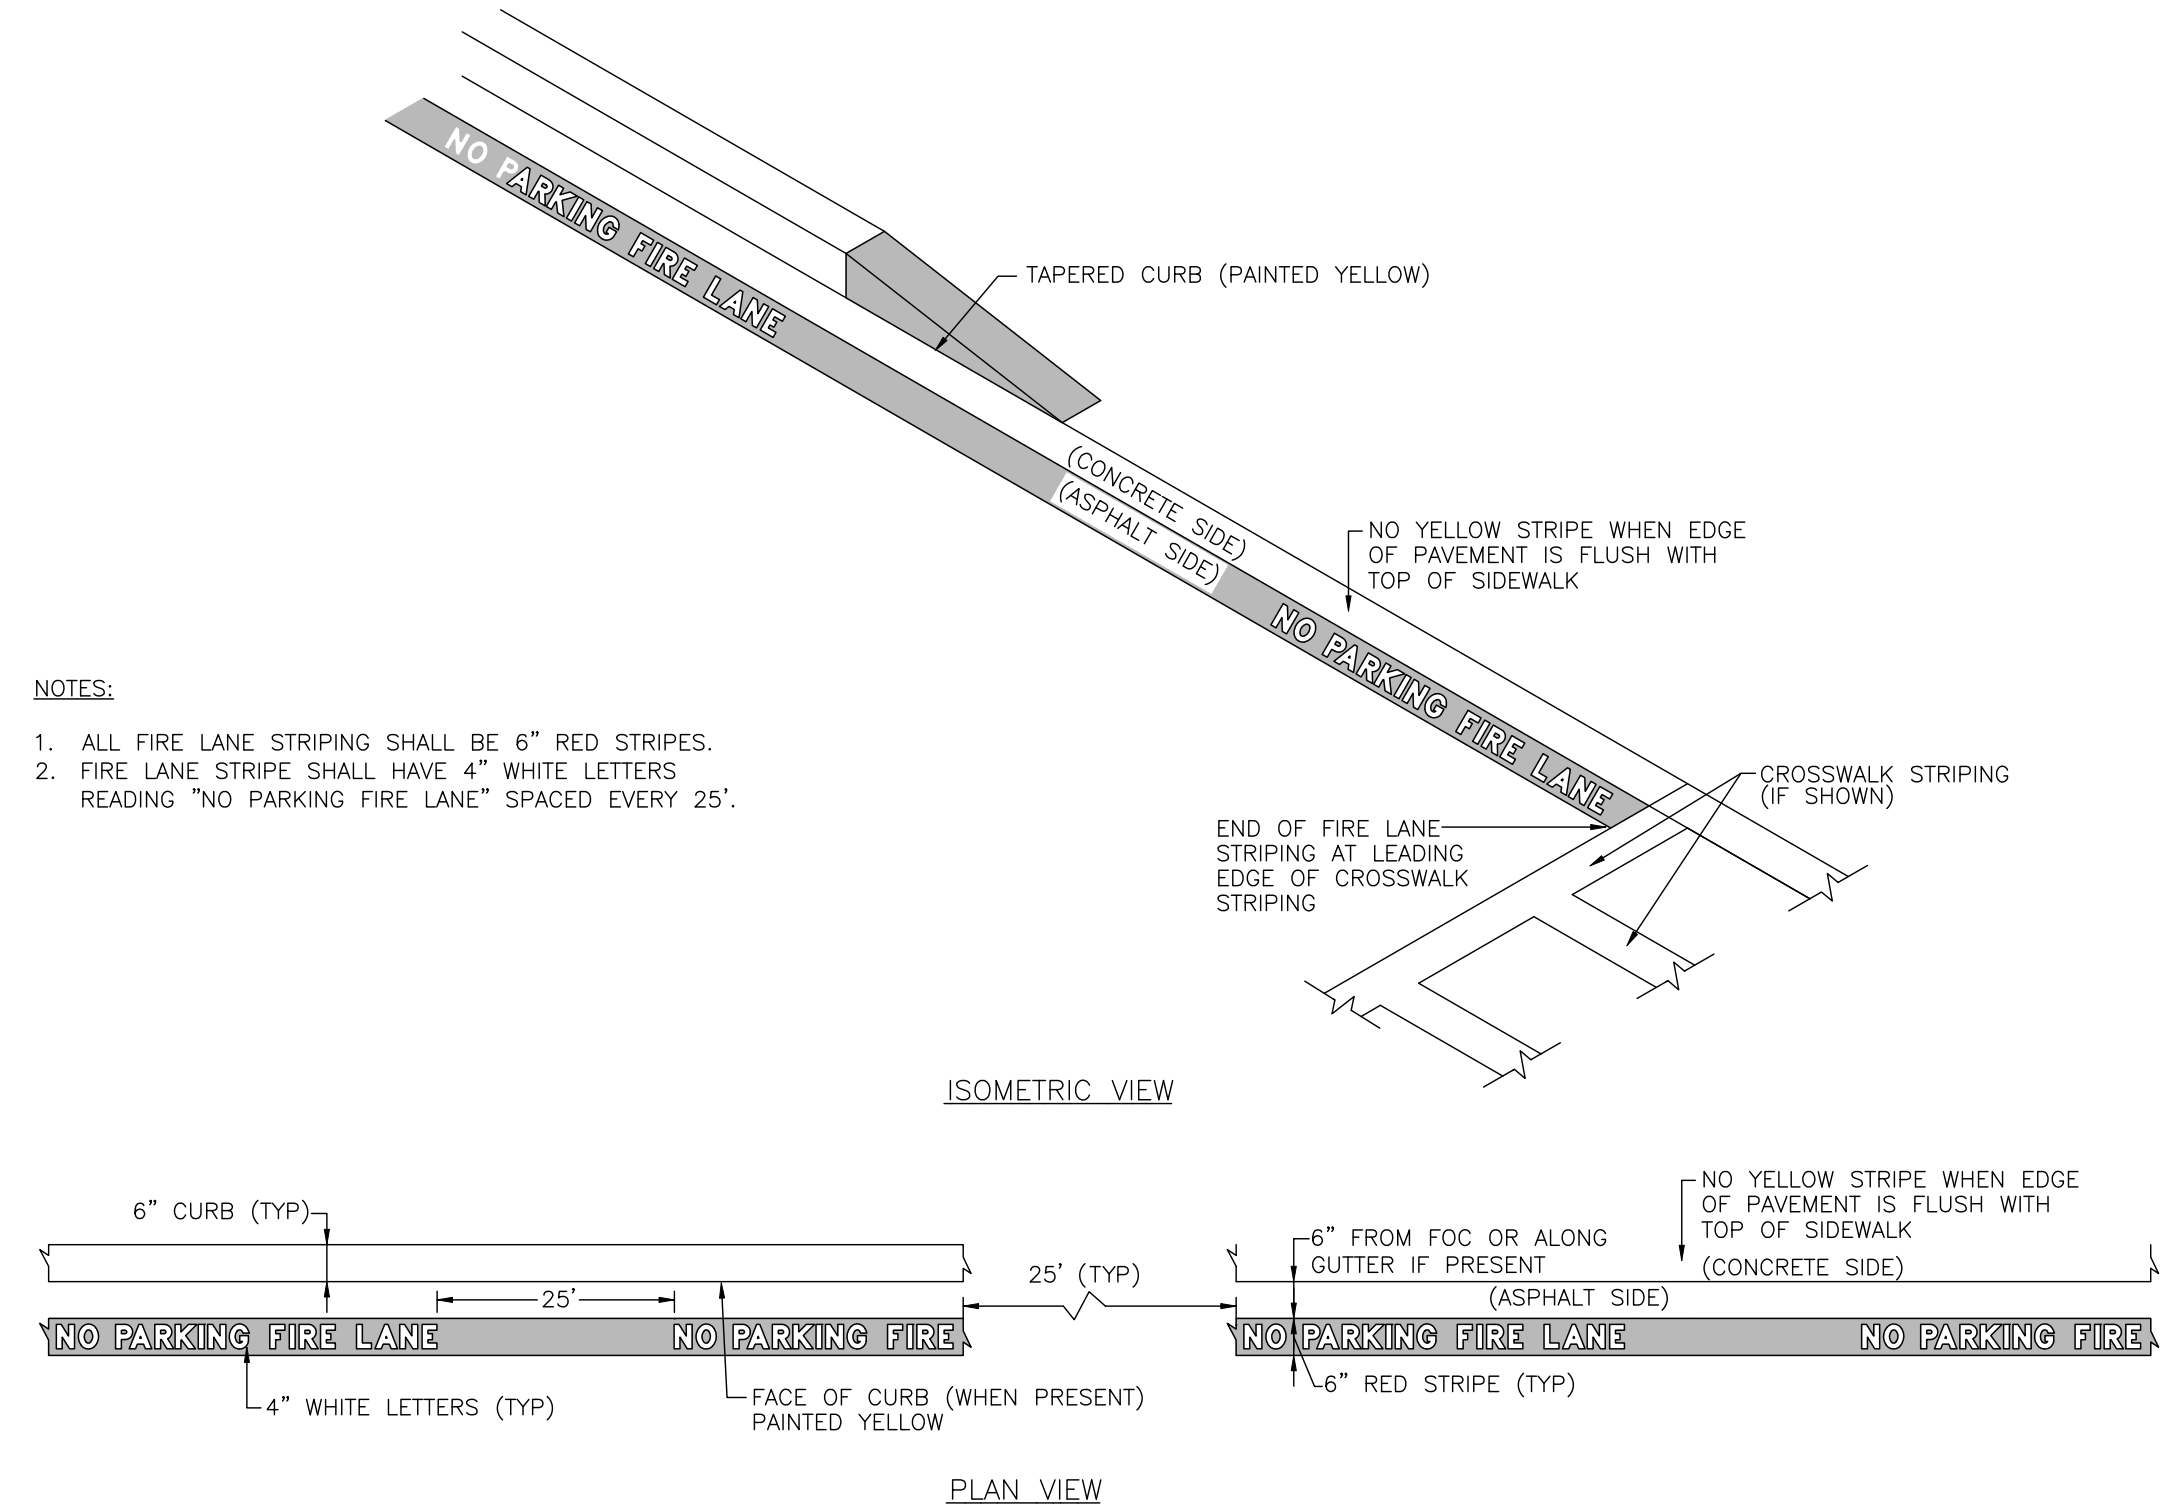 NO PARKING FIRE LANE
TAPERED CURB (PAINTED YELLOW)
(CONCRETE SIDE)
(ASPHALT SIDE)
NO YELLOW STRIPE WHEN EDGE
OF PAVEMENT IS FLUSH WITH
TOP OF SIDEWALK
NO PARKING FIRE LANE
NOTES:
1. ALL FIRE LANE STRIPING SHALL BE 6" RED STRIPES.
2. FIRE LANE STRIPE SHALL HAVE 4" WHITE LETTERS
READING "NO PARKING FIRE LANE" SPACED EVERY 25'.
CROSSWALK STRIPING
(IF SHOWN)
END OF FIRE LANE
STRIPING AT LEADING
EDGE OF CROSSWALK
STRIPING
ISOMETRIC VIEW
6" CURB (TYP)
25'
NO PARKING FIRE LANE
NO PARKING FIRE
4" WHITE LETTERS (TYP)
FACE OF CURB (WHEN PRESENT)
PAINTED YELLOW
25' (TYP)
6" FROM FOC OR ALONG
GUTTER IF PRESENT
NO YELLOW STRIPE WHEN EDGE
OF PAVEMENT IS FLUSH WITH
TOP OF SIDEWALK
(CONCRETE SIDE)
(ASPHALT SIDE)
NO PARKING FIRE LANE
NO PARKING FIRE
6" RED STRIPE (TYP)
PLAN VIEW